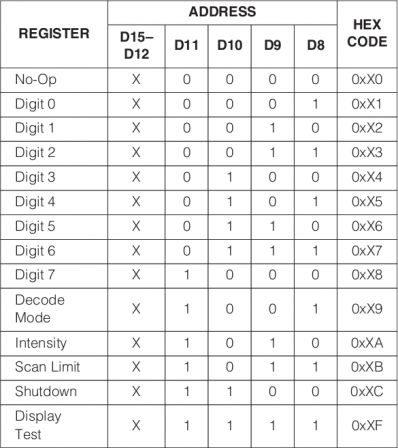 REGISTER ADDRESS HEX CODE
D15– D12 D11 D10 D9 D8
No-Op X 0 0 0 0 0xX0
Digit 0 X 0 0 0 1 0xX1
Digit 1 X 0 0 1 0 0xX2
Digit 2 X 0 0 1 1 0xX3
Digit 3 X 0 1 0 0 0xX4
Digit 4 X 0 1 0 1 0xX5
Digit 5 X 0 1 1 0 0xX6
Digit 6 X 0 1 1 1 0xX7
Digit 7 X 1 0 0 0 0xX8
Decode Mode X 1 0 0 1 0xX9
Intensity X 1 0 1 0 0xXA
Scan Limit X 1 0 1 1 0xXB
Shutdown X 1 1 0 0 0xXC
Display Test X 1 1 1 1 0xXF